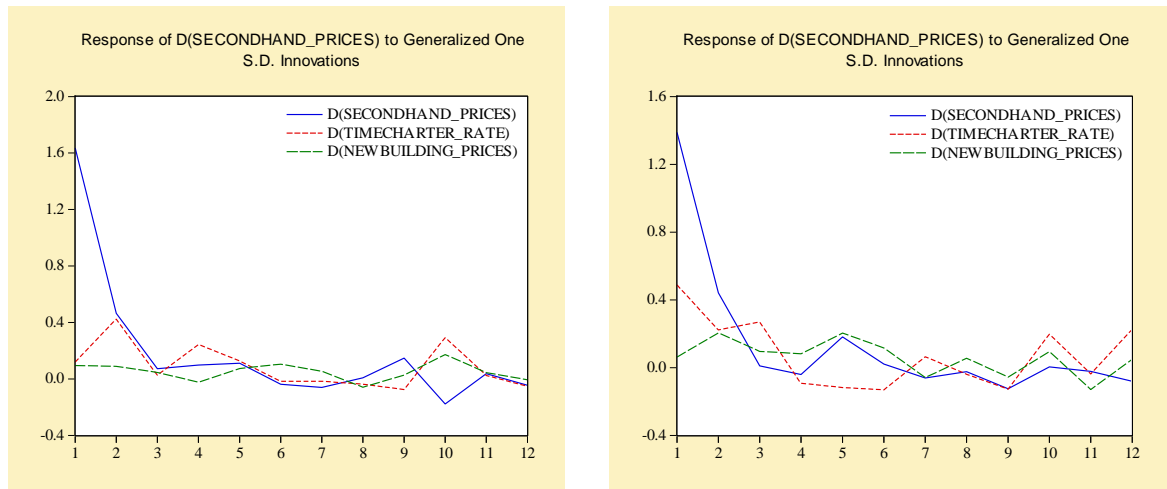 Response of D(SECONDHAND_PRICES) to Generalized One
S.D. Innovations
2.0
1.6
1.2
0.8
0.4
0.0
-0.4
D(SECONDHAND_PRICES)
D(TIMECHARTER_RATE)
D(NEWBUILDING_PRICES)
1 2 3 4 5 6 7 8 9 10 11 12
Response of D(SECONDHAND_PRICES) to Generalized One
S.D. Innovations
1.6
1.2
0.8
0.4
0.0
-0.4
D(SECONDHAND_PRICES)
D(TIMECHARTER_RATE)
D(NEWBUILDING_PRICES)
1 2 3 4 5 6 7 8 9 10 11 12